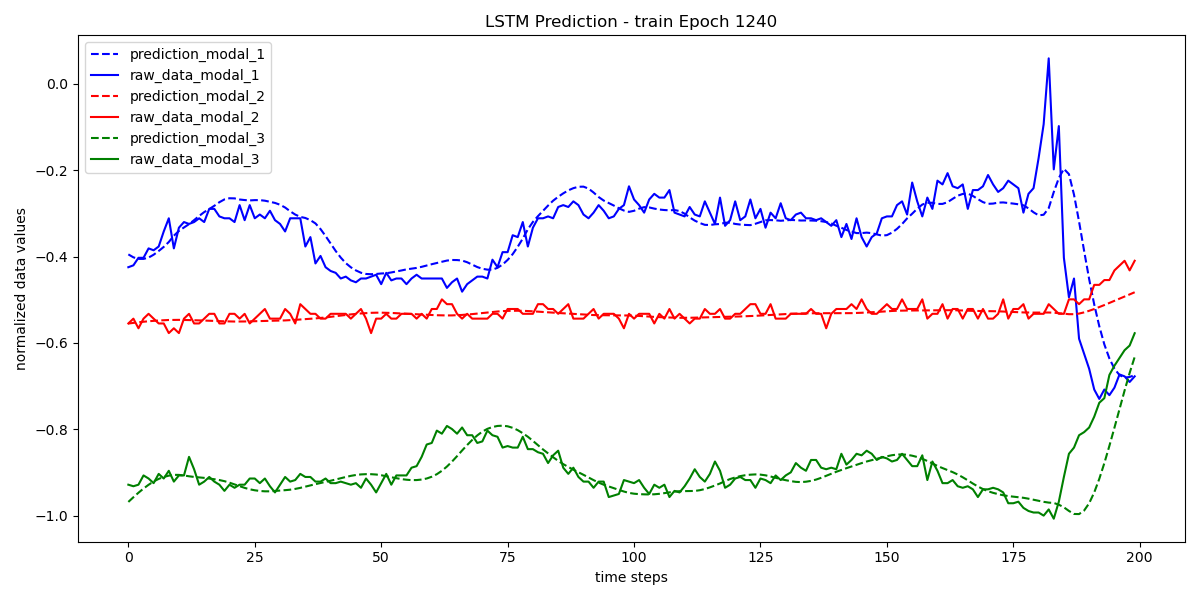 LSTM Prediction - train Epoch 1240
prediction_modal_1
raw_data_modal_1
prediction_modal_2
raw_data_modal_2
prediction_modal_3
raw_data_modal_3
normalized data values
0.0
−0.2
−0.4
−0.6
−0.8
−1.0
0 25 50 75 100 125 150 175 200
time steps